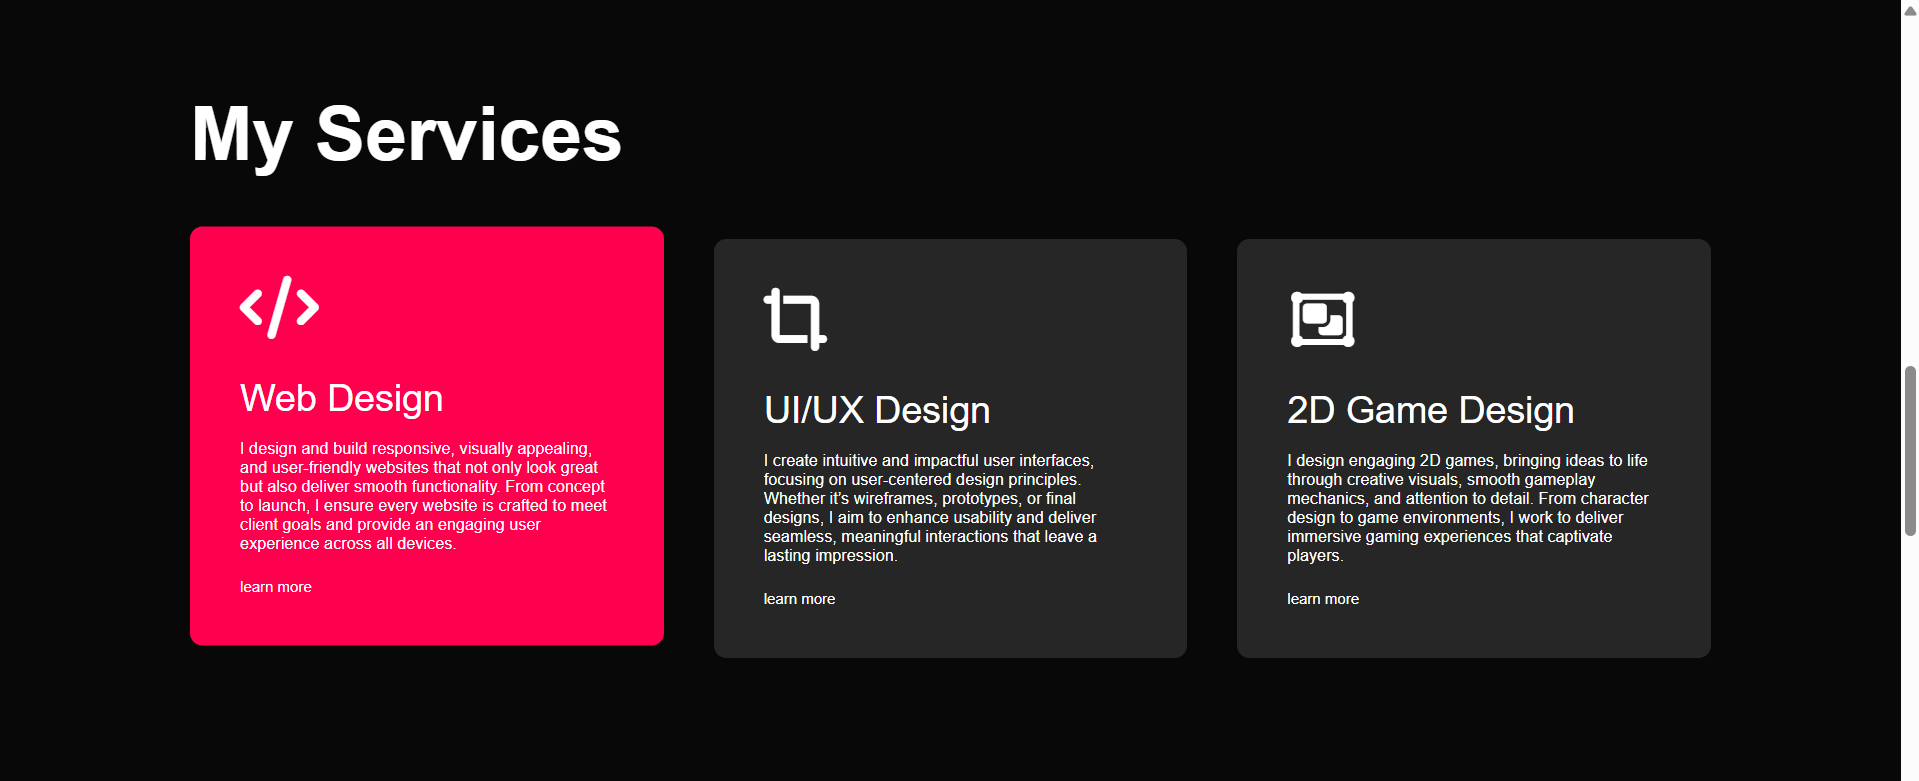 My Services
Web Design
I design and build responsive, visually appealing,
and user-friendly websites that not only look great
but also deliver smooth functionality. From concept
to launch, I ensure every website is crafted to meet
client goals and provide an engaging user
experience across all devices.
learn more
UI/UX Design
I create intuitive and impactful user interfaces,
focusing on user-centered design principles.
Whether it’s wireframes, prototypes, or final
designs, I aim to enhance usability and deliver
seamless, meaningful interactions that leave a
lasting impression.
learn more
2D Game Design
I design engaging 2D games, bringing ideas to life
through creative visuals, smooth gameplay
mechanics, and attention to detail. From character
design to game environments, I work to deliver
immersive gaming experiences that captivate
players.
learn more